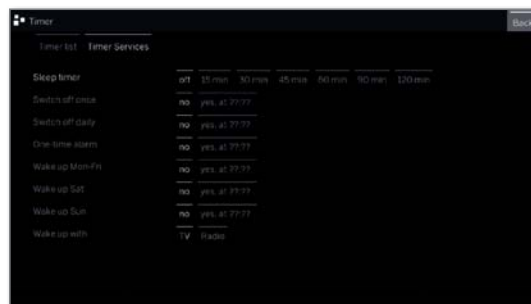 Timer
Back
Timer list Timer Services
Sleep timer off 15 min 30 min 45 min 60 min 90 min 120 min
Switch off once no yes, at ??:??
Switch off daily no yes, at ??:??
One-time alarm no yes, at ??:??
Wake up Mon-Fri no yes, at ??:??
Wake up Sat no yes, at ??:??
Wake up Sun no yes, at ??:??
Wake up with TV Radio